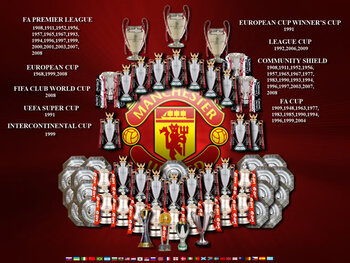 FA PREMIER LEAGUE
1908,1911,1952,1956,
1957,1965,1967,1993,
1994,1996,1997,1999,
2000,2001,2003,2007,
2008
EUROPEAN CUP
1968,1999,2008
FIFA CLUB WORLD CUP
2008
UEFA SUPER CUP
1991
INTERCONTINENTAL CUP
1999
EUROPEAN CUP WINNER'S CUP
1991
LEAGUE CUP
1992,2006,2009
COMMUNITY SHIELD
1908,1911,1952,1956,
1957,1965,1967,1977,
1983,1990,1993,1994,
1996,1997,2003,2007,
2008
FA CUP
1909,1948,1963,1977,
1983,1985,1990,1994,
1996,1999,2004
MANCHESTER